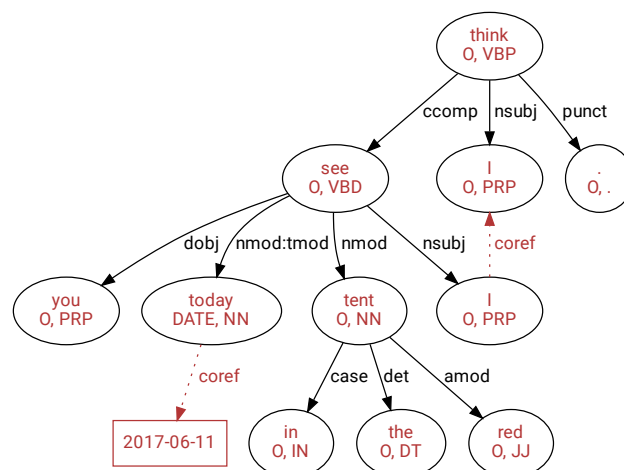 think
O, VBP
ccomp
nsubj
punct
see
O, VBD
I
O, PRP
.
O, .
dobj
nmod:tmod
nmod
nsubj
coref
you
O, PRP
today
DATE, NN
tent
O, NN
I
O, PRP
coref
case
det
amod
2017-06-11
in
O, IN
the
O, DT
red
O, JJ